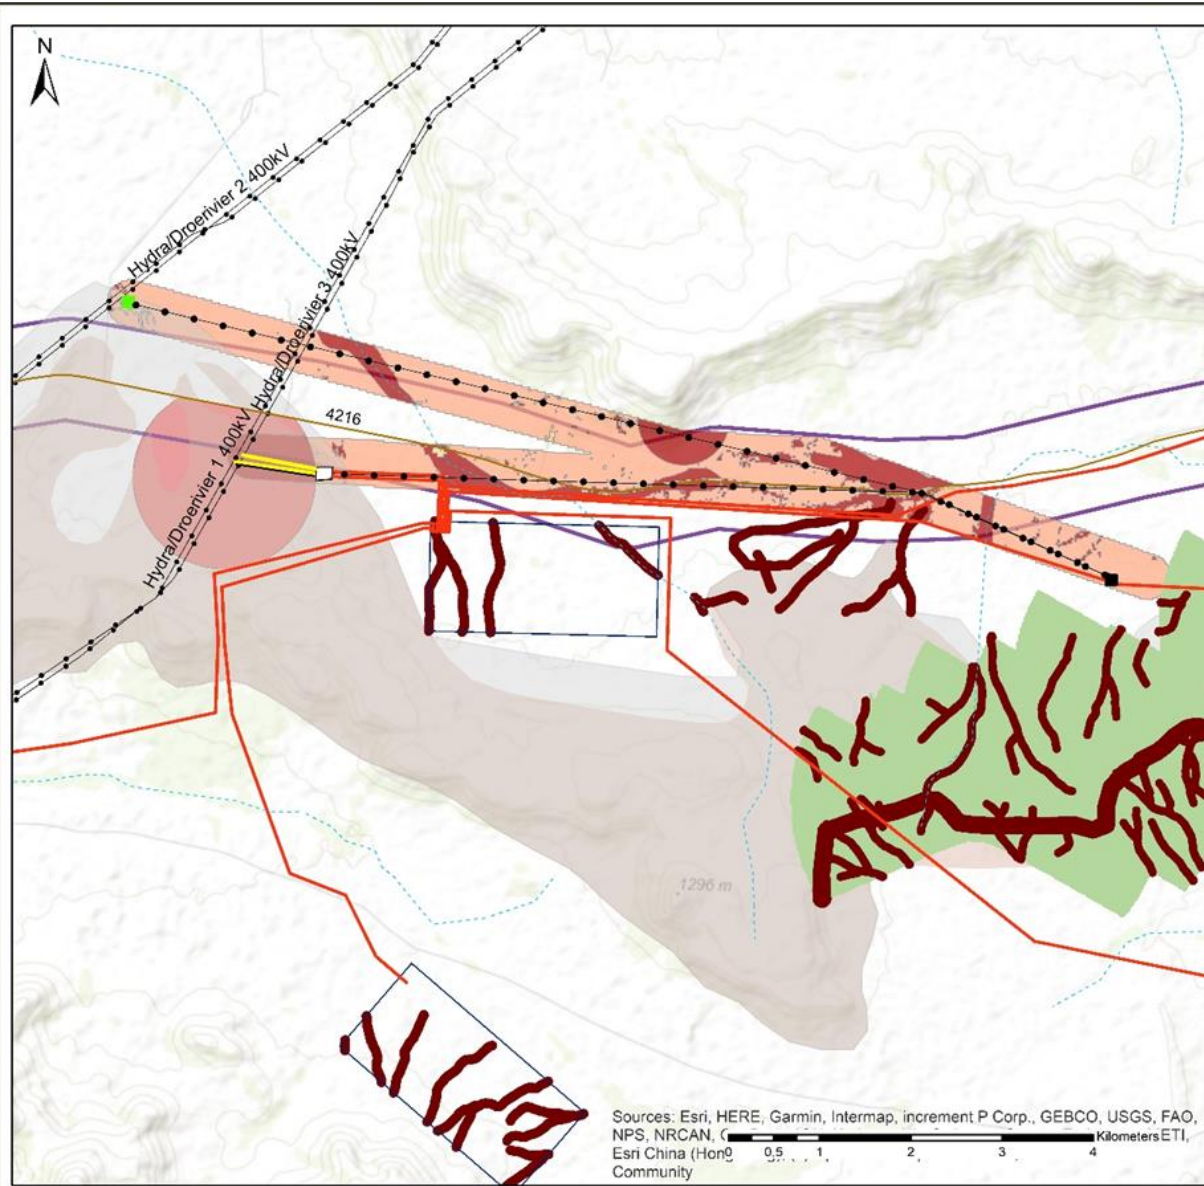 N
Hydra/Droerivier 2 400kV
Hydra/Droerivier 3 400kV
4216
Hydra/Droerivier 1 400kV
1296 m
Sources: Esri, HERE, Garmin, Intermap, increment P Corp., GEBCO, USGS, FAO,
NPS, NRCAN, Kilometers ETI,
Esri China (Hong 0 0.5 1 2 3 4
Community